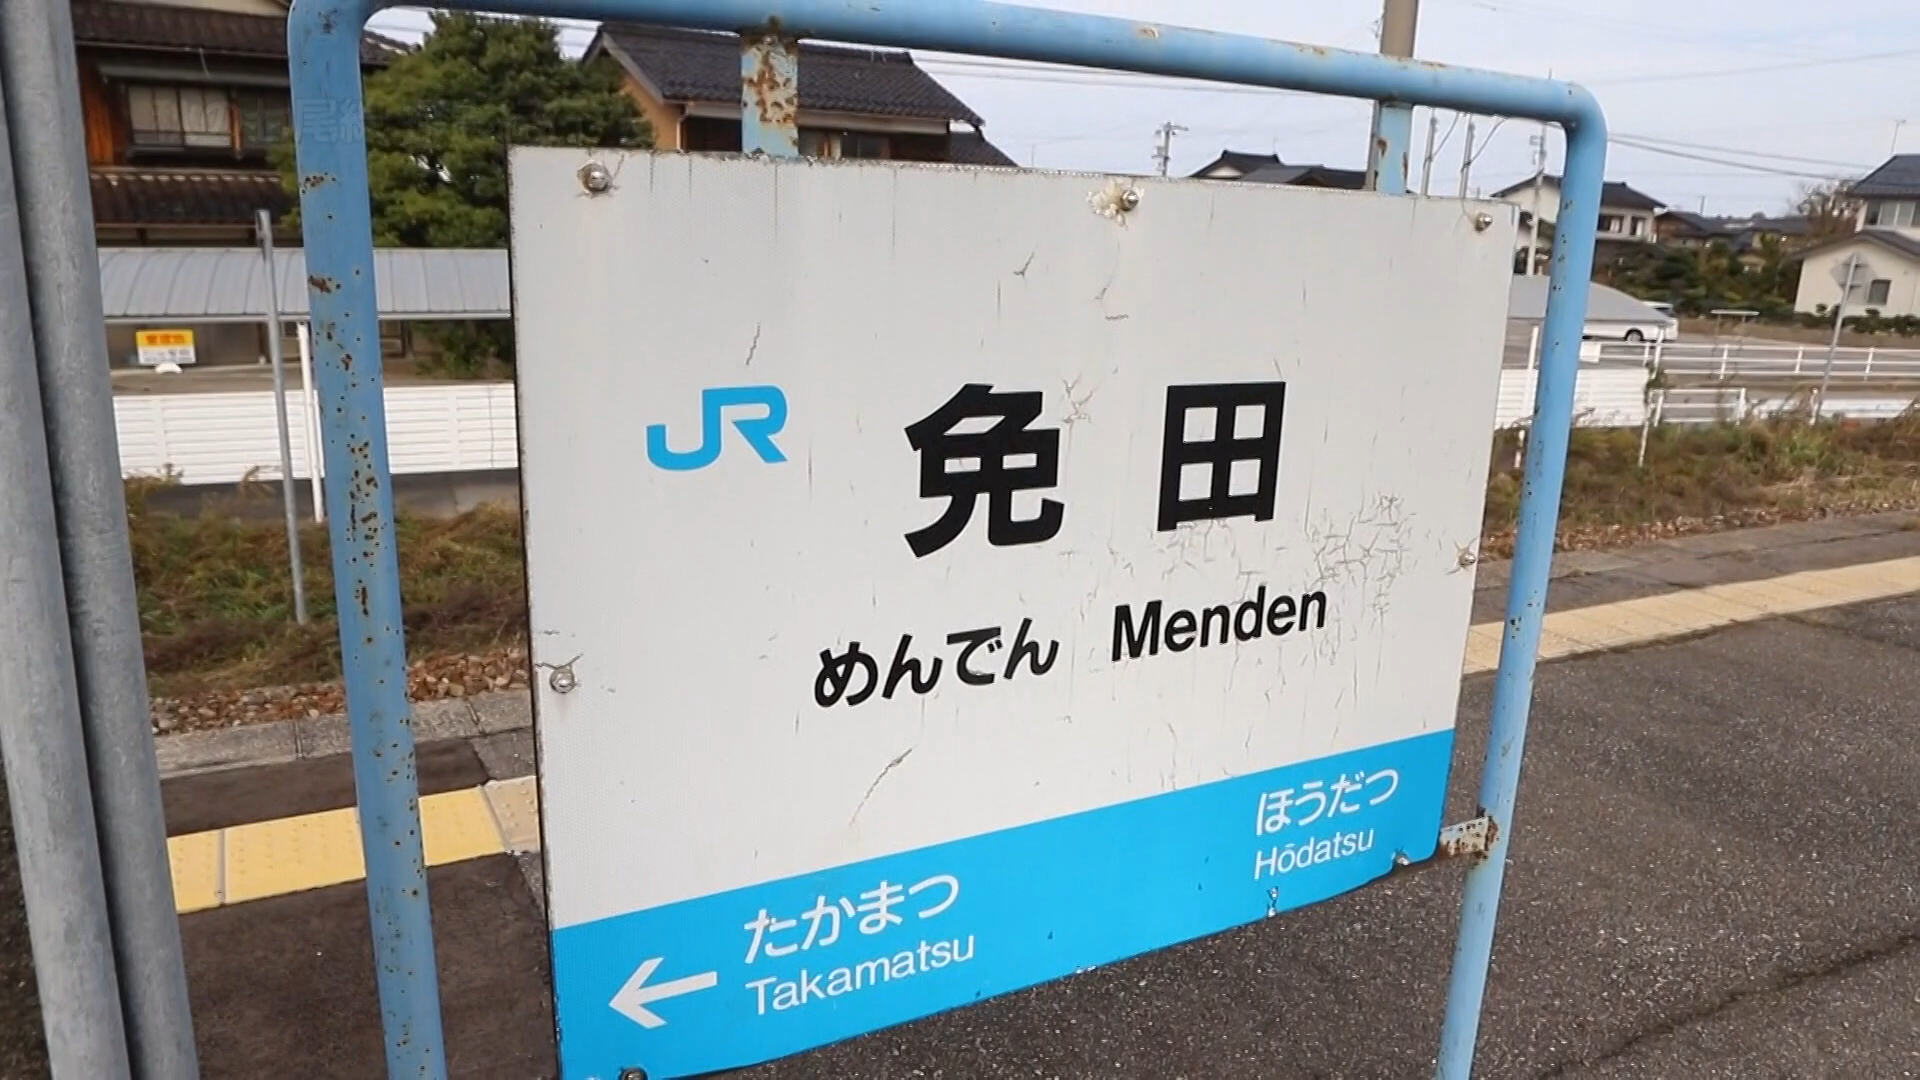 JR 免田
めんでん Menden
ほうだつ
Hōdatsu
← たかまつ
Takamatsu